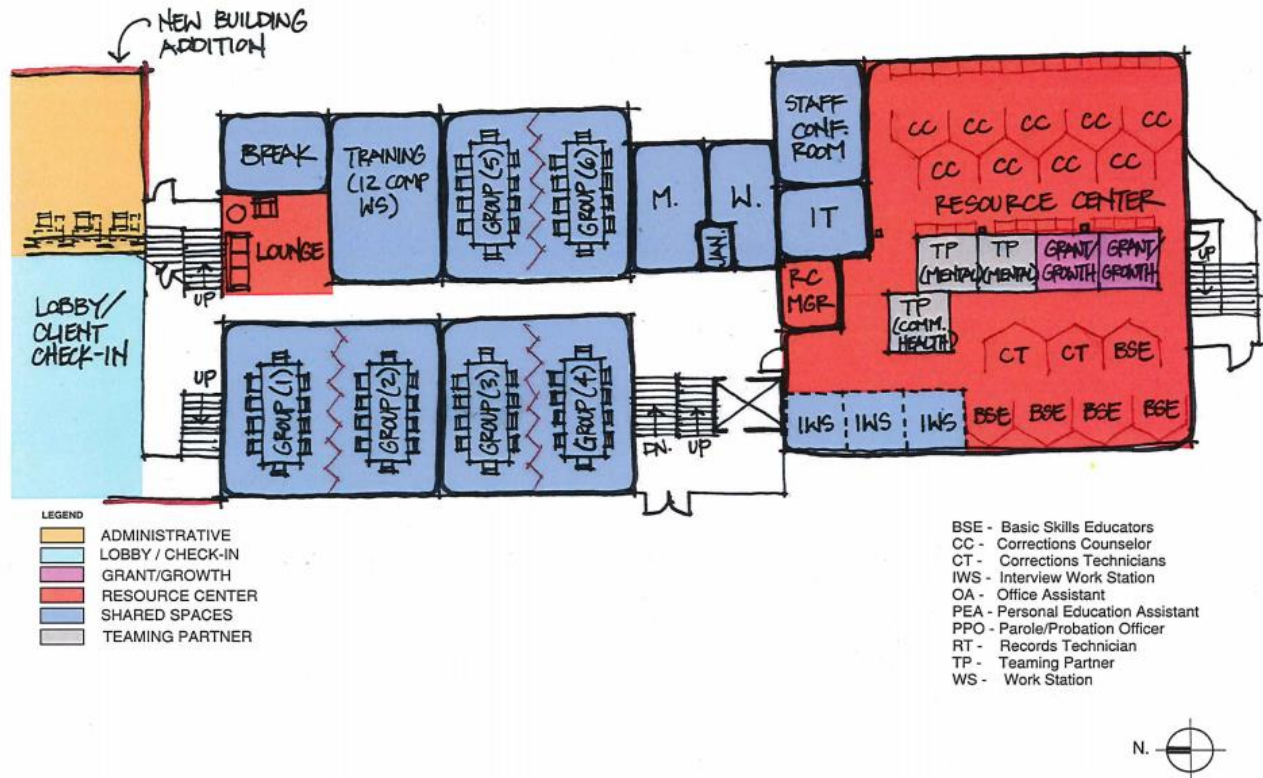 NEW BUILDING
ADDITION
STAFF
CONF.
ROOM
CC CC CC CC CC
CC CC CC CC
RESOURCE CENTER
BREAK
TRAINING
(12 COMP
WS)
GROUP (5)
GROUP (6)
M.
W.
JAN.
IT
LOUNGE
UP
RC
MGR
TP
(MENTAL)
TP
(MENTAL)
GRANT/
GROWTH
GRANT/
GROWTH
UP
TP
(COMM.
HEALTH)
CT CT BSE
LOBBY/
CLIENT
CHECK-IN
UP
GROUP (1)
GROUP (2)
GROUP (3)
GROUP (4)
DN.
UP
IWS IWS IWS
BSE BSE BSE BSE
LEGEND
ADMINISTRATIVE
LOBBY / CHECK-IN
GRANT/GROWTH
RESOURCE CENTER
SHARED SPACES
TEAMING PARTNER
BSE - Basic Skills Educators
CC - Corrections Counselor
CT - Corrections Technicians
IWS - Interview Work Station
OA - Office Assistant
PEA - Personal Education Assistant
PPO - Parole/Probation Officer
RT - Records Technician
TP - Teaming Partner
WS - Work Station
N.